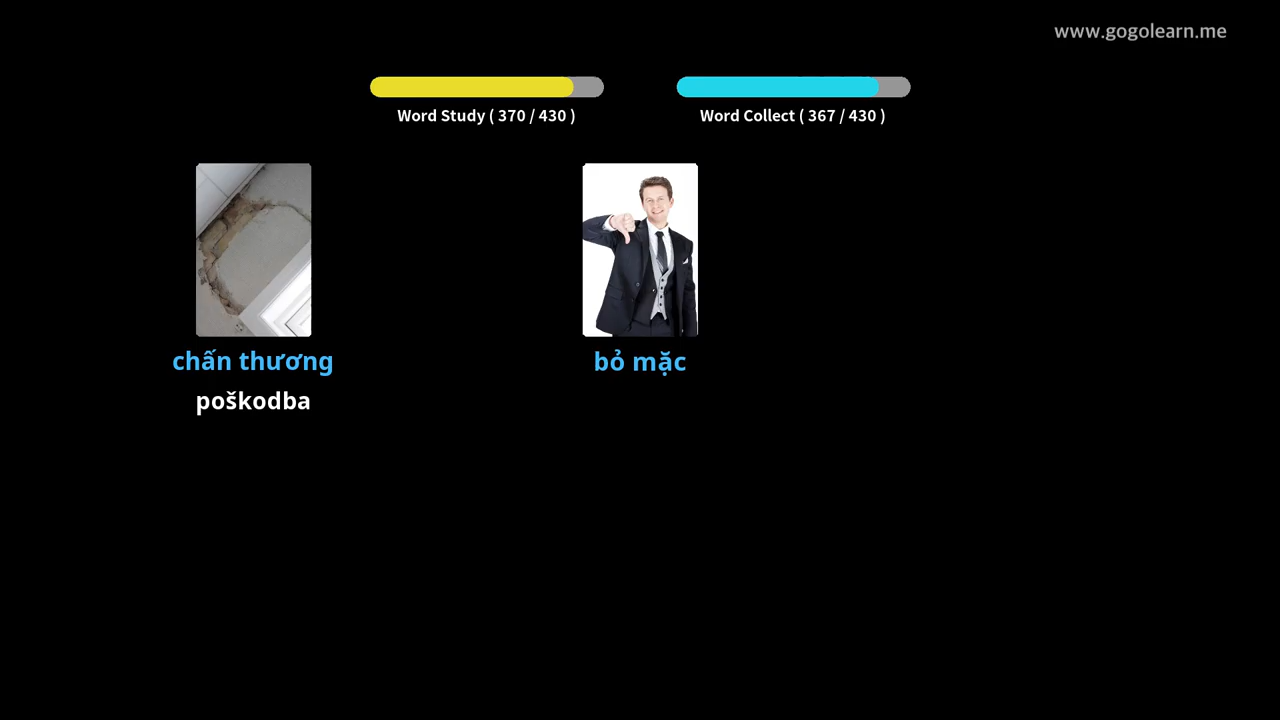 www.gogolearn.me
Word Study ( 370 / 430 )
Word Collect ( 367 / 430 )
chấn thương
bỏ mặc
poškodba